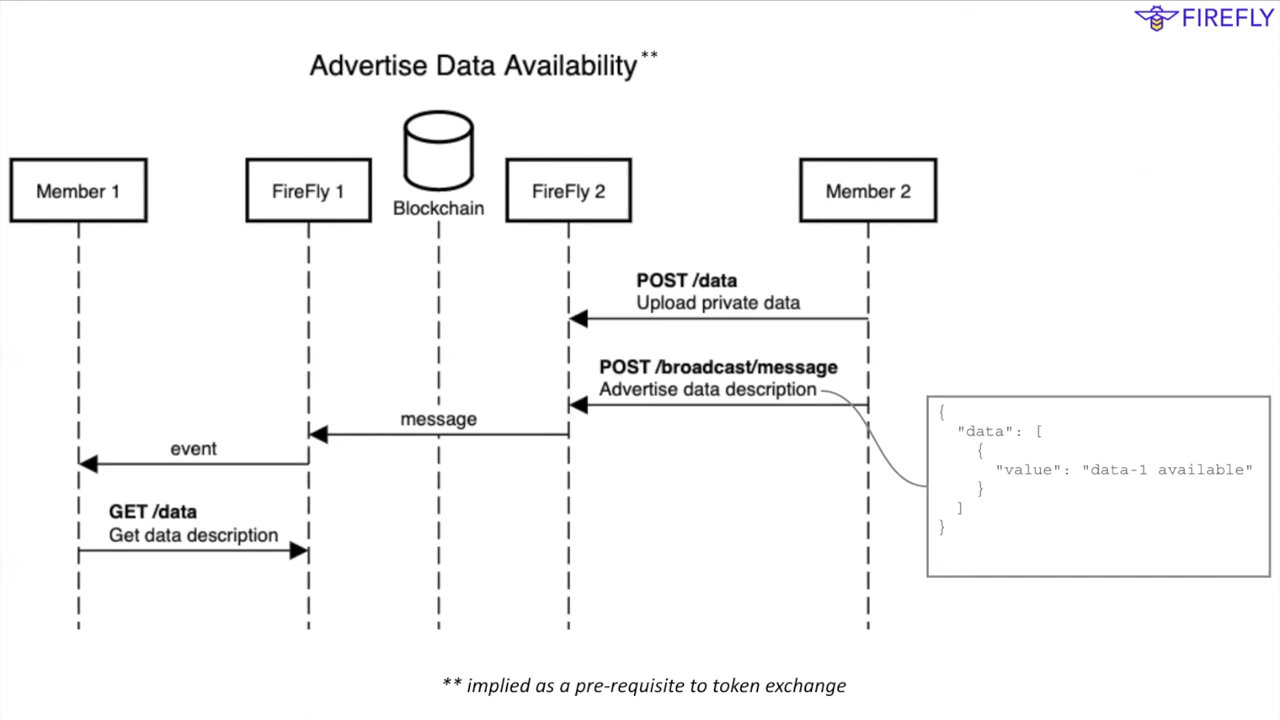 FIREFLY
Advertise Data Availability**
Member 1
FireFly 1
Blockchain
FireFly 2
Member 2
POST /data
Upload private data
POST /broadcast/message
Advertise data description
message
event
GET /data
Get data description
{
"data": [
{
"value": "data-1 available"
}
]
}
** implied as a pre-requisite to token exchange